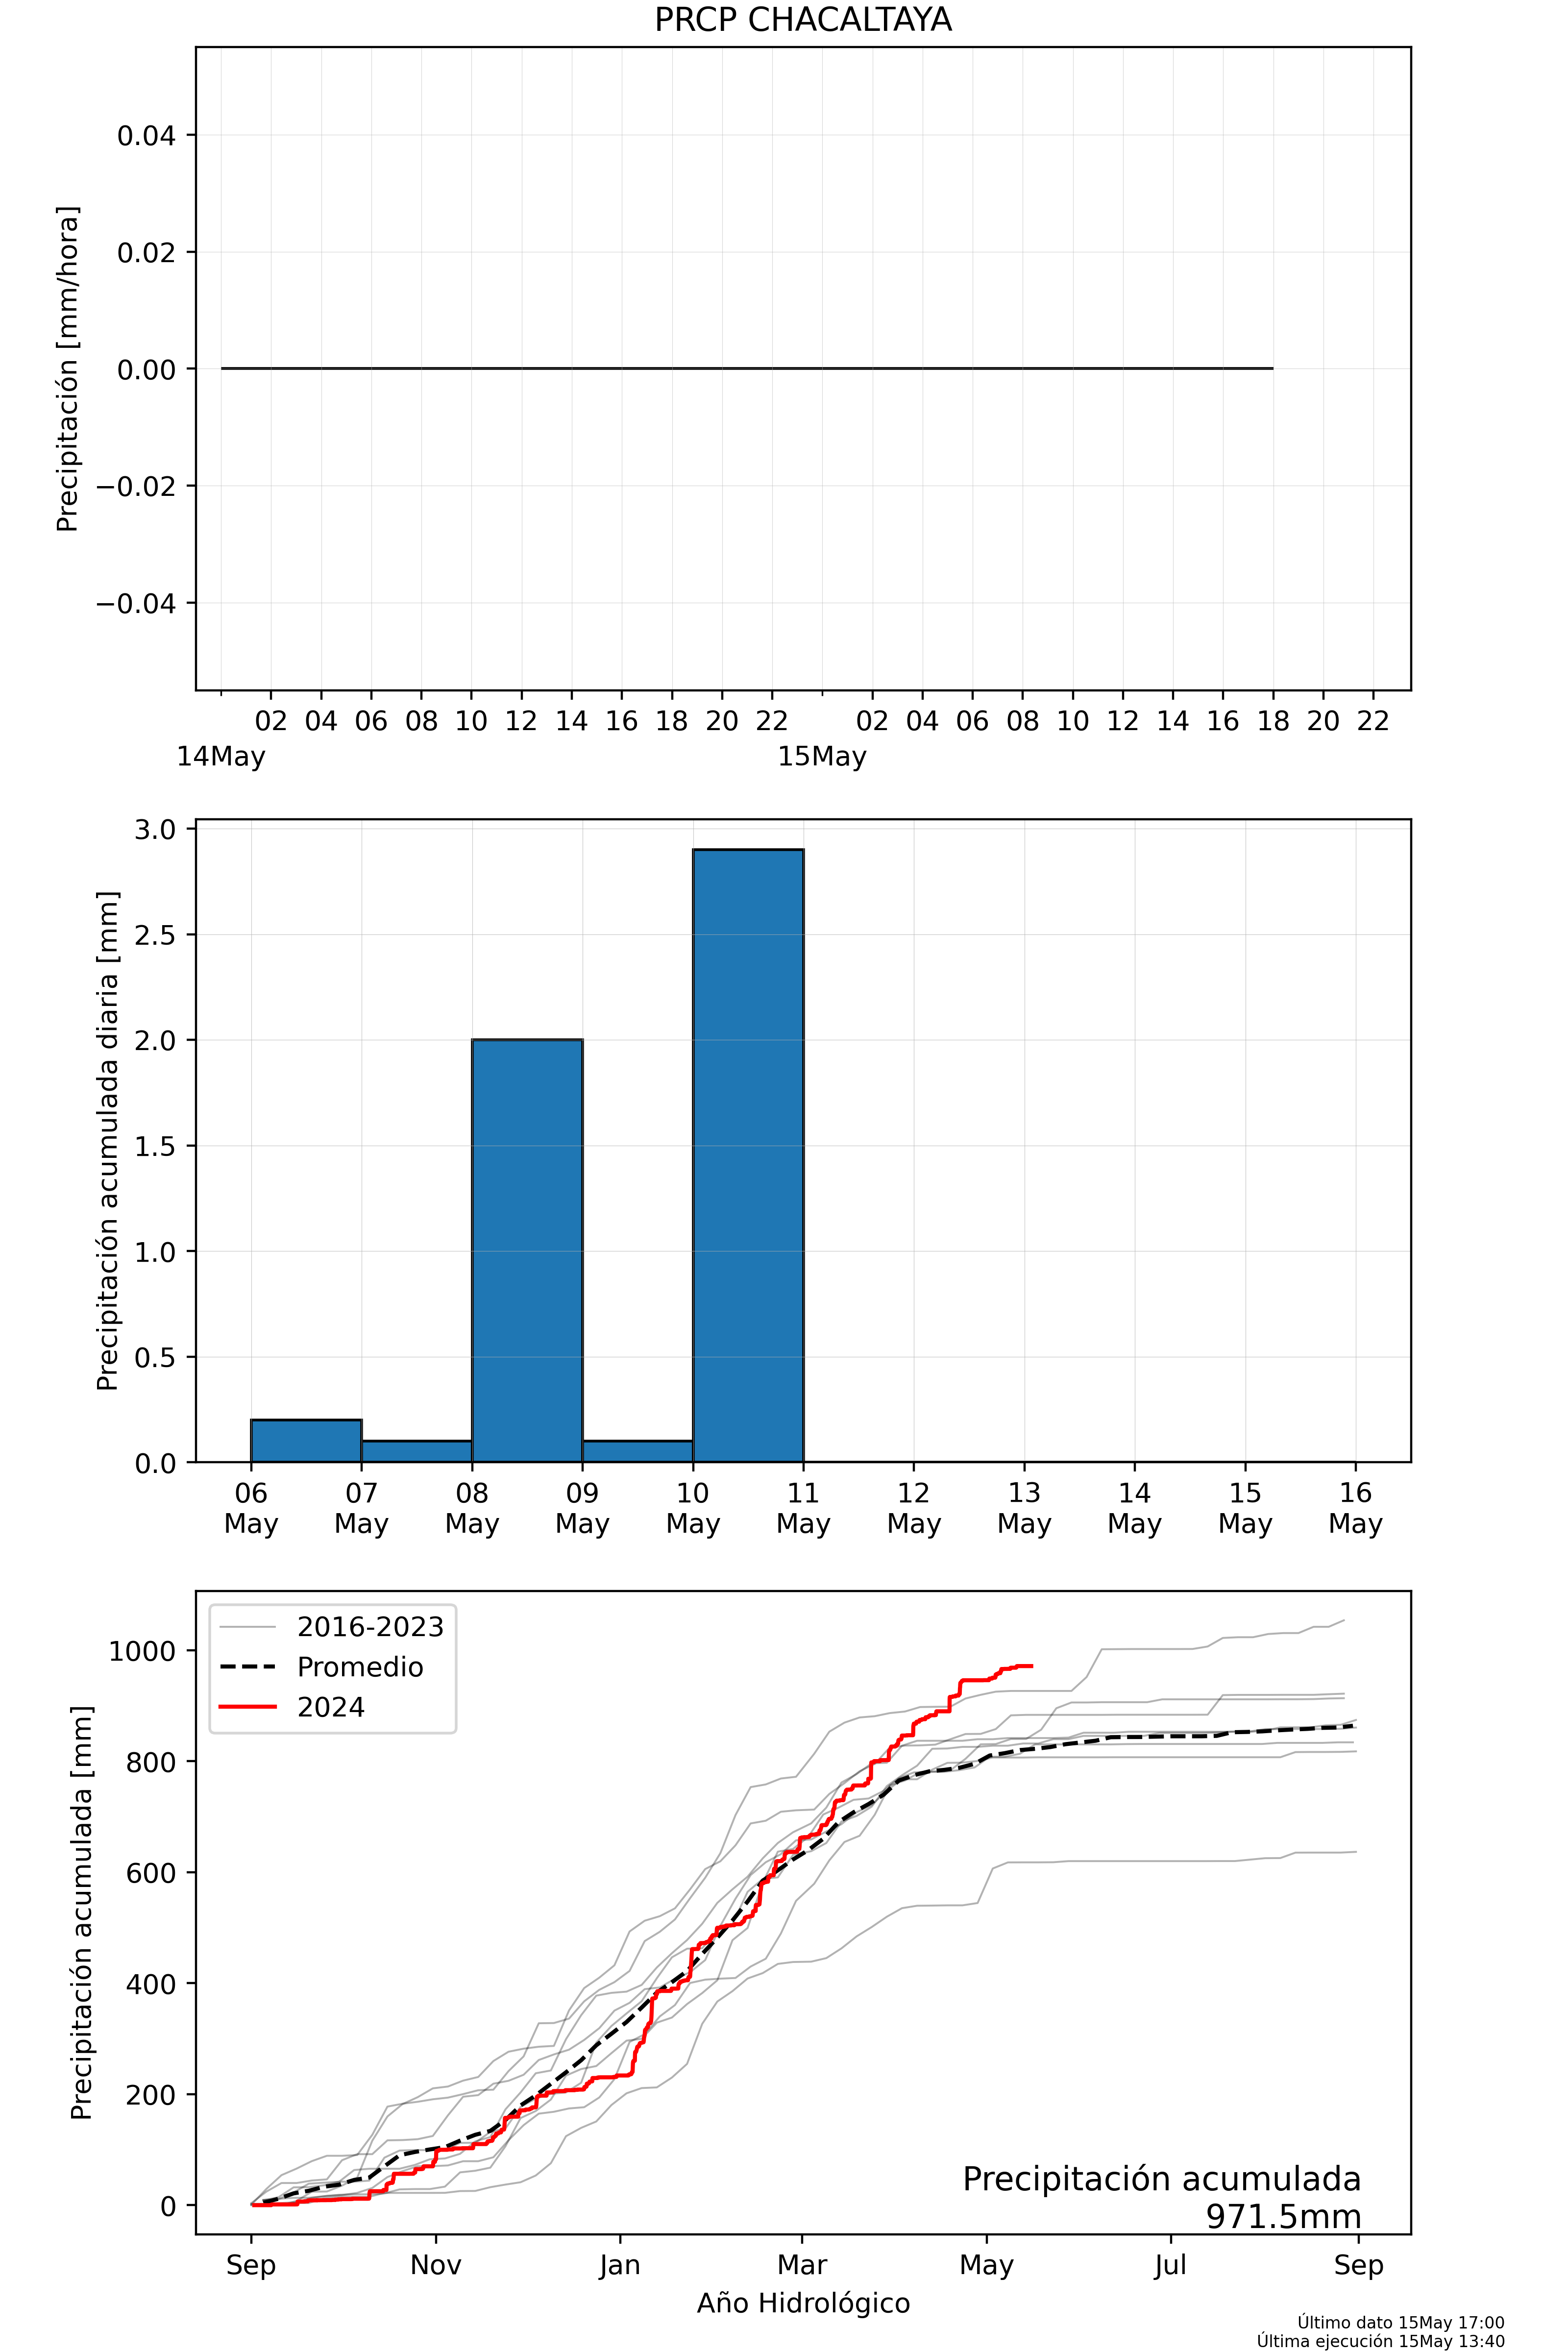 PRCP CHACALTAYA
Precipitación [mm/hora]
0.04
0.02
0.00
−0.02
−0.04
02 04 06 08 10 12 14 16 18 20 22 02 04 06 08 10 12 14 16 18 20 22
14May 15May
Precipitación acumulada diaria [mm]
3.0
2.5
2.0
1.5
1.0
0.5
0.0
06 07 08 09 10 11 12 13 14 15 16
May May May May May May May May May May May
Precipitación acumulada [mm]
1000
800
600
400
200
0
2016-2023
Promedio
2024
Precipitación acumulada
971.5mm
Sep Nov Jan Mar May Jul Sep
Año Hidrológico
Último dato 15May 17:00
Última ejecución 15May 13:40